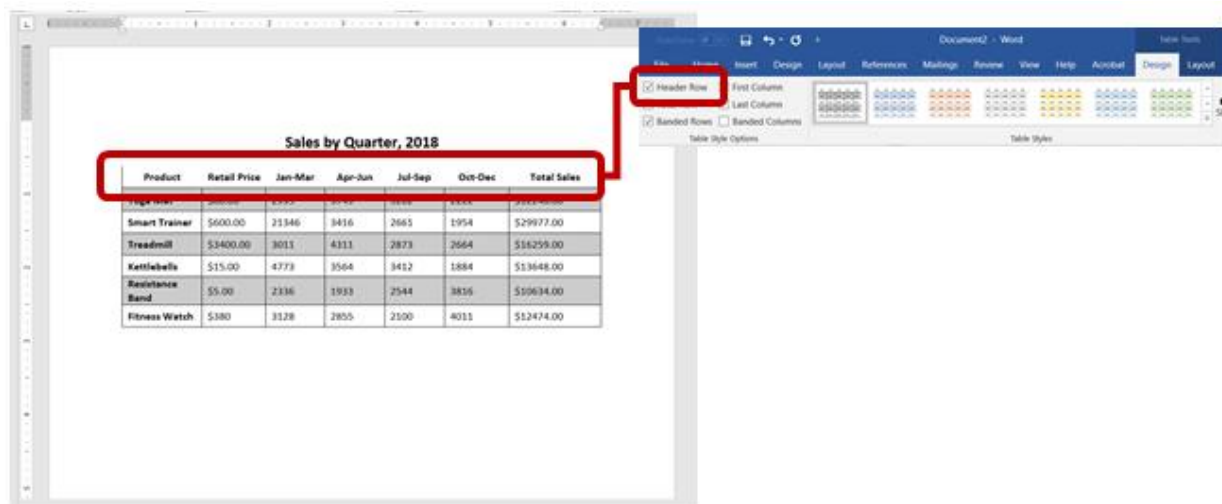 Document2 - Word
Table Tools
File Home Insert Design Layout References Mailings Review View Help Acrobat Design Layout
Header Row First Column
Last Column
Banded Rows Banded Columns
Table Style Options
Table Styles
Sales by Quarter, 2018
Product Retail Price Jan-Mar Apr-Jun Jul-Sep Oct-Dec Total Sales
Yoga Mat
Smart Trainer $600.00 21346 3416 2665 1954 $29977.00
Treadmill $3400.00 3011 4311 2873 2664 $16259.00
Kettlebells $15.00 4773 3564 3412 1884 $13648.00
Resistance
Band $5.00 2336 1933 2544 3816 $10634.00
Fitness Watch $380 3128 2855 2100 4011 $12474.00